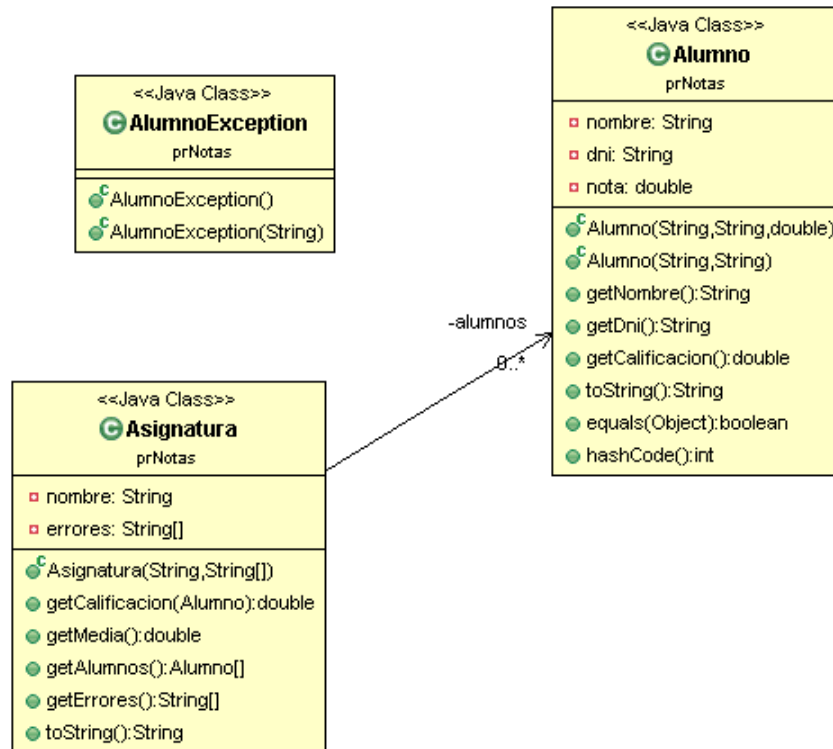 <<Java Class>>
AlumnoException
prNotas
AlumnoException()
AlumnoException(String)
<<Java Class>>
Alumno
prNotas
nombre: String
dni: String
nota: double
Alumno(String,String,double)
Alumno(String,String)
getNombre():String
getDni():String
getCalificacion():double
toString():String
equals(Object):boolean
hashCode():int
-alumnos
0..*
<<Java Class>>
Asignatura
prNotas
nombre: String
errores: String[]
Asignatura(String,String[])
getCalificacion(Alumno):double
getMedia():double
getAlumnos():Alumno[]
getErrores():String[]
toString():String